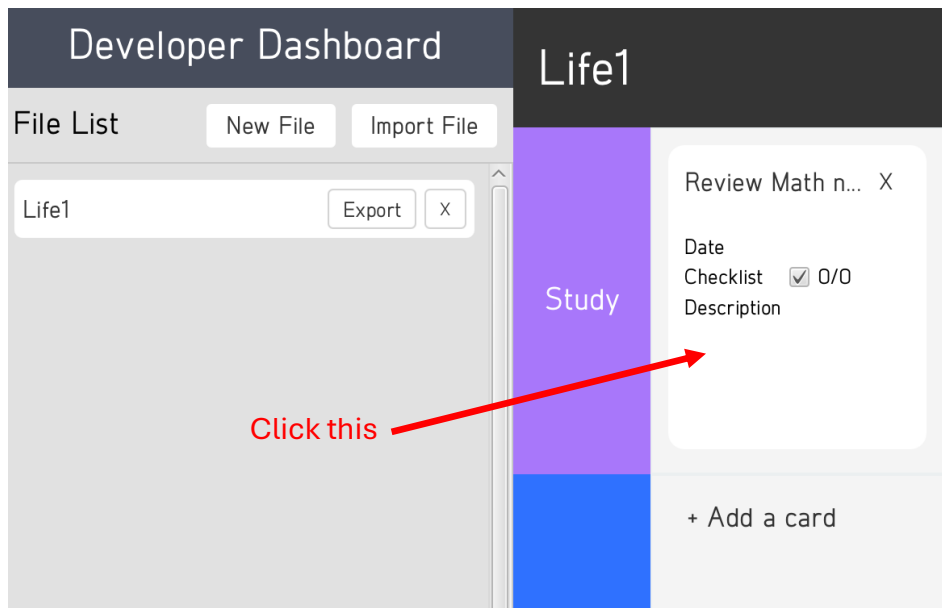 Developer Dashboard
File List
New File
Import File
Life1
Export
X
Click this
Life1
Study
Review Math n... X
Date
Checklist 0/0
Description
+ Add a card